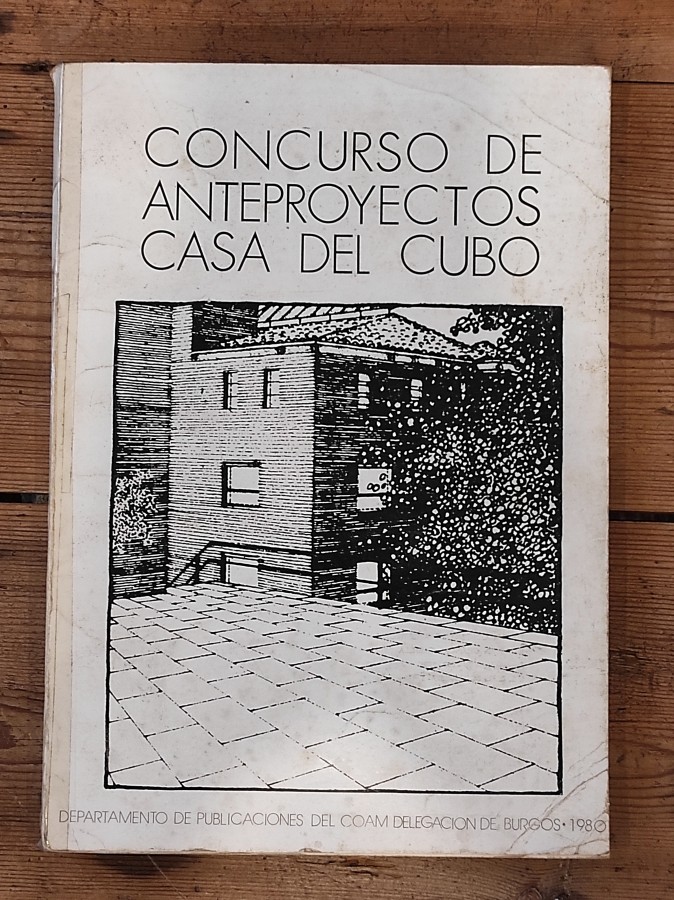 CONCURSO DE
ANTEPROYECTOS
CASA DEL CUBO
DEPARTAMENTO DE PUBLICACIONES DEL COAM DELEGACION DE BURGOS • 1980